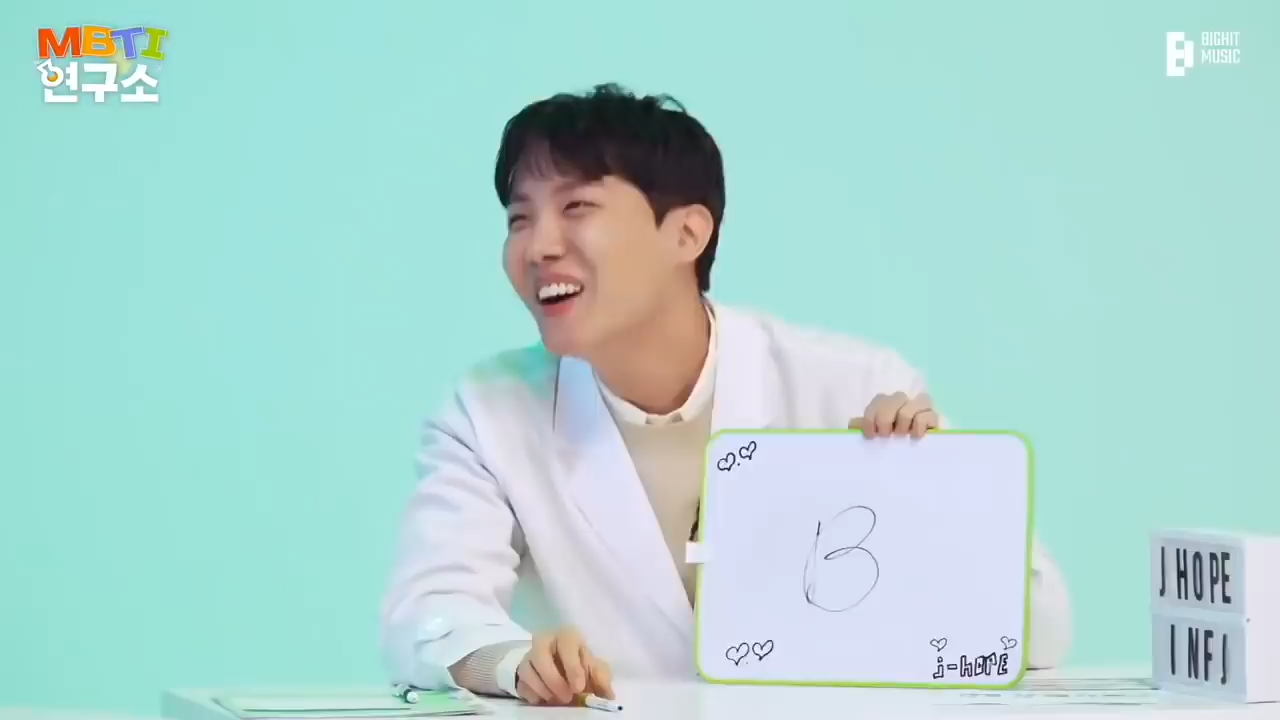 MBTI
연구소
BIGHIT
MUSIC
B
j-hope
J HOPE
INFJ